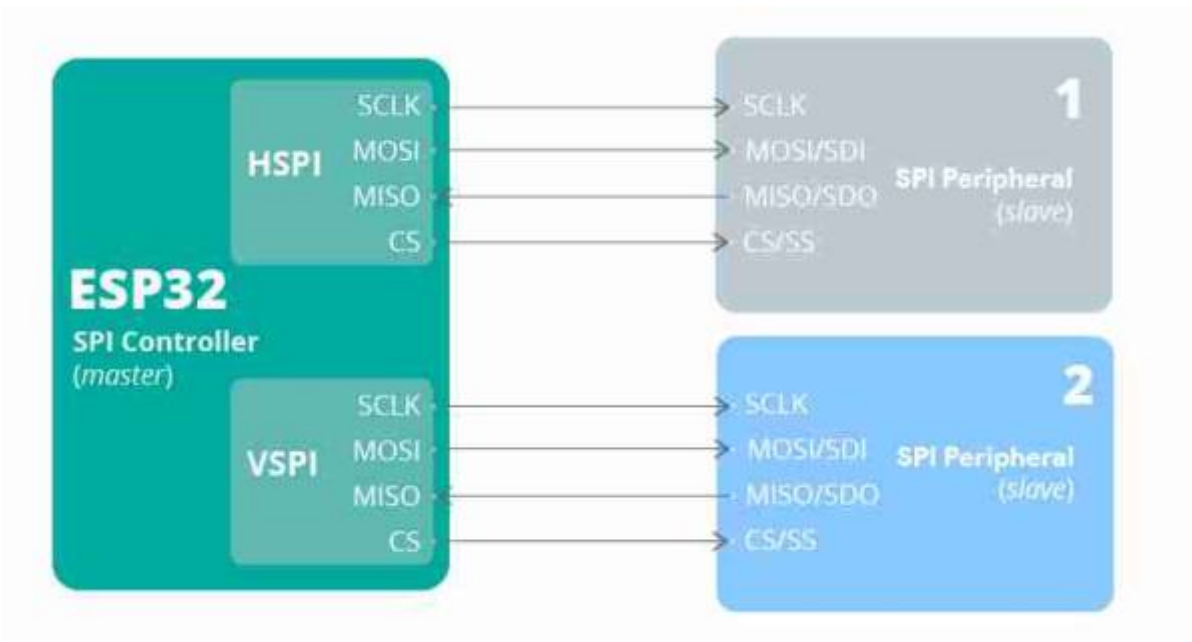 HSPI
SCLK
MOSI
MISO
CS
ESP32
SPI Controller
(master)
VSPI
SCLK
MOSI
MISO
CS
1
SCLK
MOSI/SDI
MISO/SDO
CS/SS
SPI Peripheral
(slave)
2
SCLK
MOSI/SDI
MISO/SDO
CS/SS
SPI Peripheral
(slave)